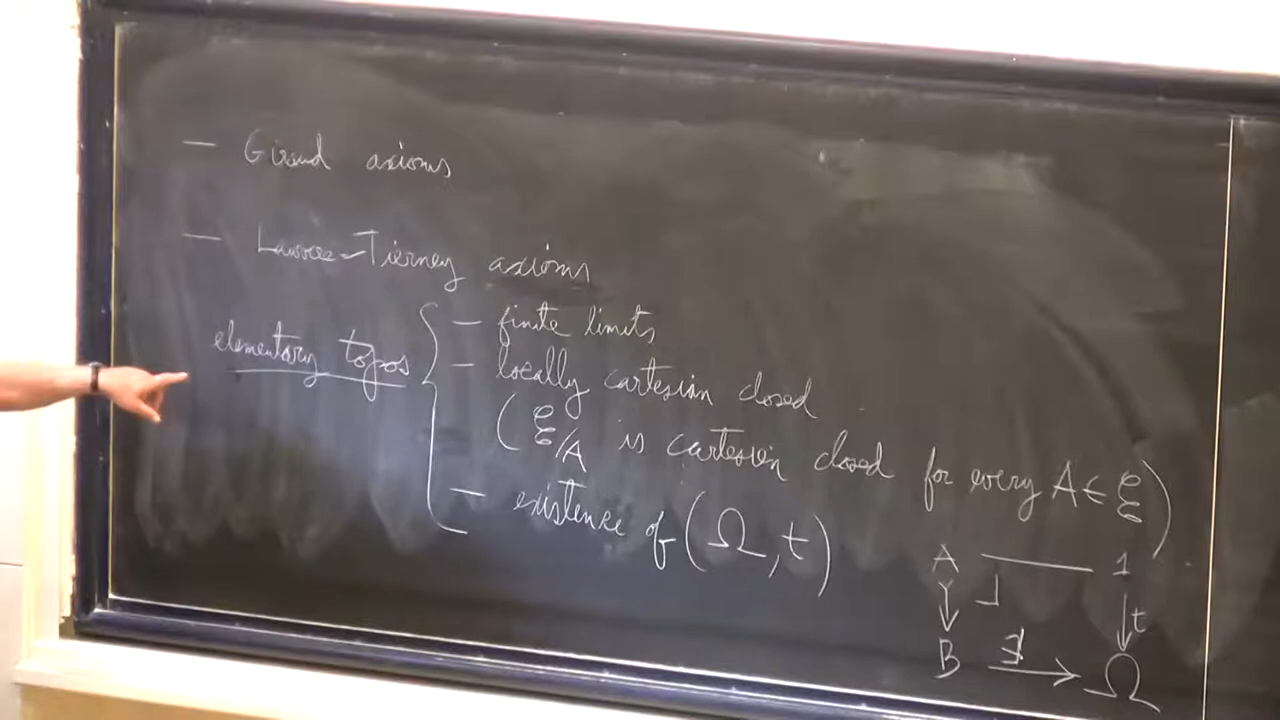 — Giraud axioms
— Lawvere-Tierney axioms
elementary topos { — finite limits
— locally cartesian closed
(ℰ/A is cartesian closed for every A ∈ ℰ)
— existence of (Ω, t)
A — 1
↓ ⌟ ↓ t
B ∃! → Ω